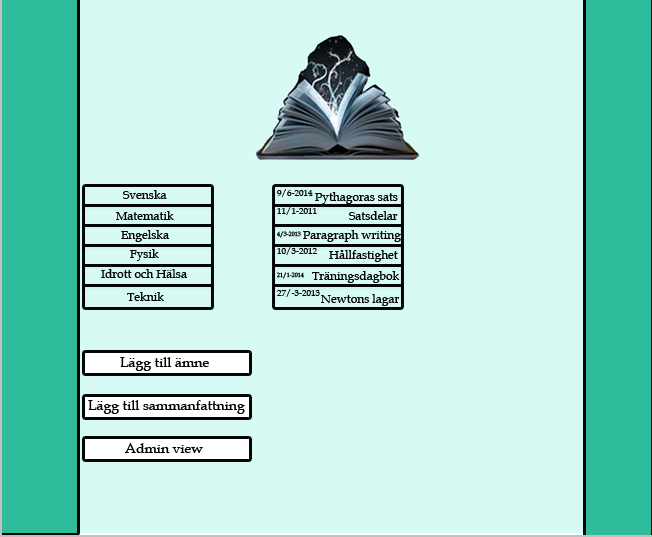 Svenska
Matematik
Engelska
Fysik
Idrott och Hälsa
Teknik
9/6-2014 Pythagoras sats
11/1-2011 Satsdelar
4/3-2013 Paragraph writing
10/3-2012 Hållfastighet
21/1-2014 Träningsdagbok
27/-3-2013 Newtons lagar
Lägg till ämne
Lägg till sammanfattning
Admin view